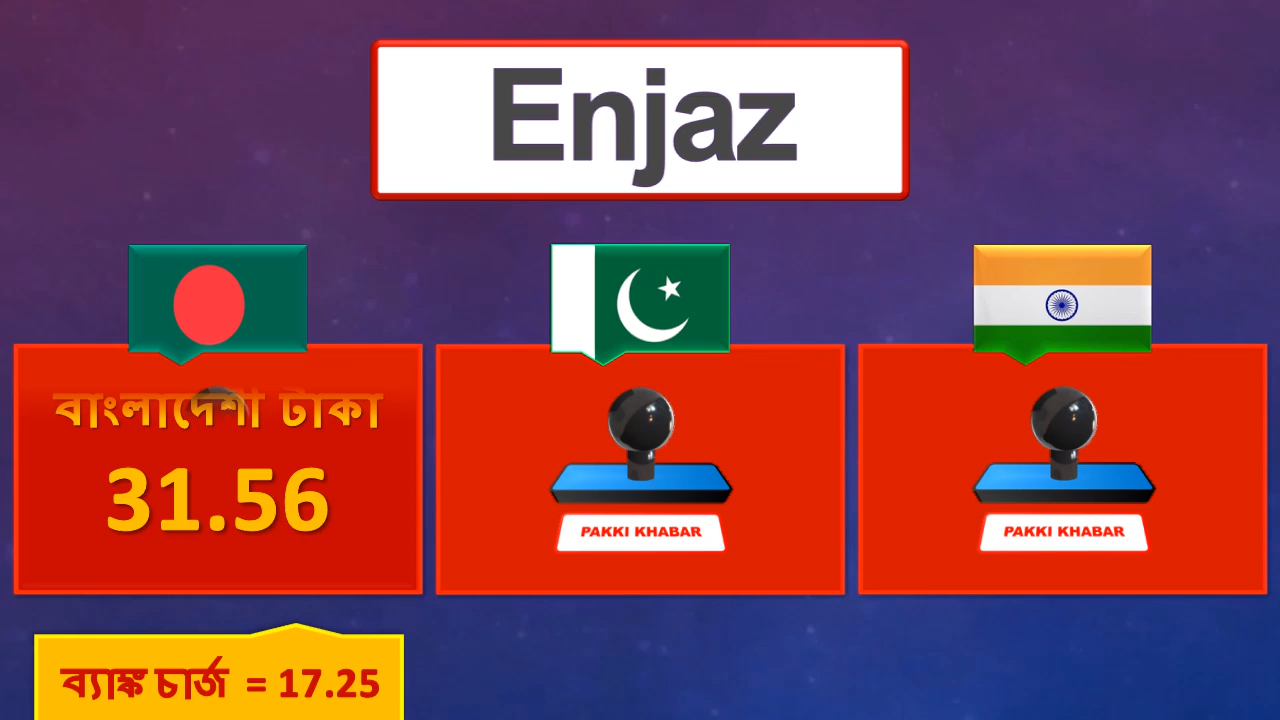 Enjaz
বাংলাদেশী টাকা
31.56
PAKKI KHABAR
PAKKI KHABAR
ব্যাঙ্ক চার্জ = 17.25